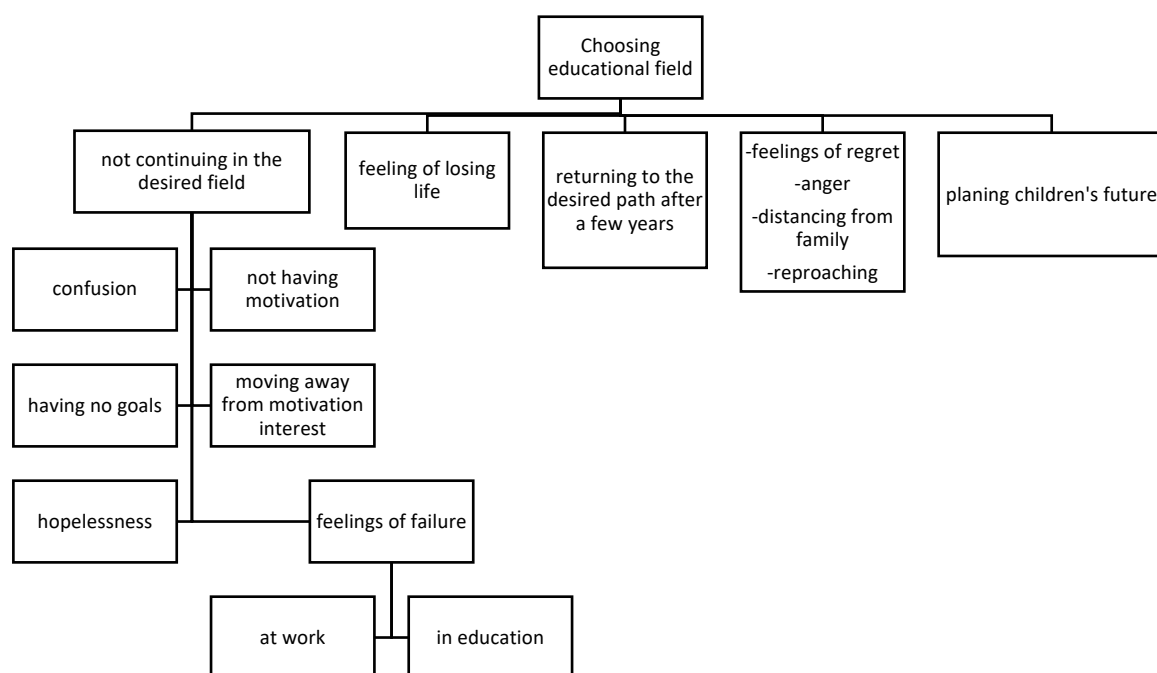 Choosing
educational field
not continuing in the
desired field
feeling of losing
life
returning to the
desired path after
a few years
-feelings of regret
-anger
-distancing from
family
-reproaching
planing children's future
confusion
not having
motivation
having no goals
moving away
from motivation
interest
hopelessness
feelings of failure
at work
in education